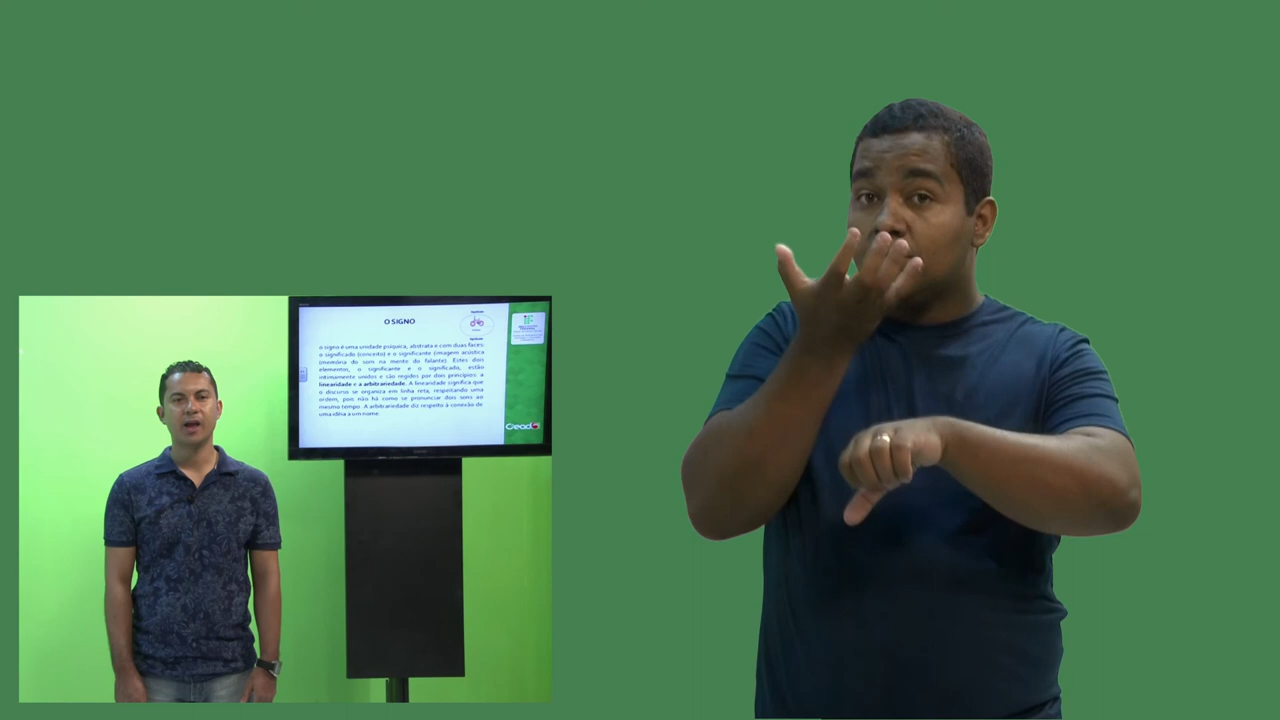 O SIGNO
o signo é uma unidade psíquica, abstrata e com duas faces:
o significado (conceito) e o significante (imagem acústica
(memória do som na mente do falante). Estes dois
elementos, o significante e o significado, estão
intimamente unidos e são regidos por dois princípios: a
linearidade e a arbitrariedade. A linearidade significa que
o discurso se organiza em linha reta, respeitando uma
ordem, pois não há como se pronunciar dois sons ao
mesmo tempo. A arbitrariedade diz respeito à conexão de
uma idéia a um nome.
Cead